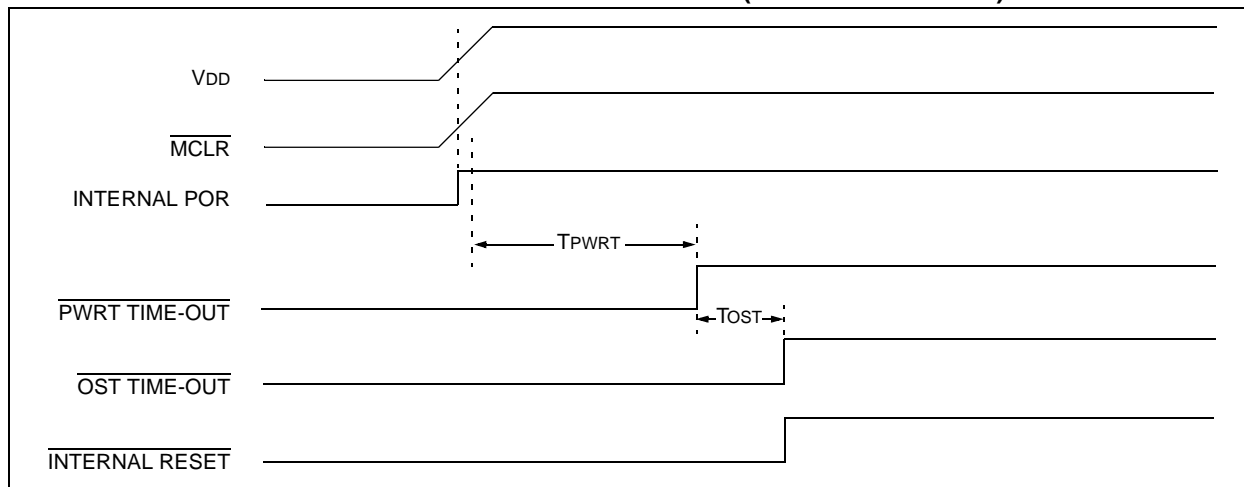 VDD
MCLR
INTERNAL POR
TPWRT
PWRT TIME-OUT
TOST
OST TIME-OUT
INTERNAL RESET